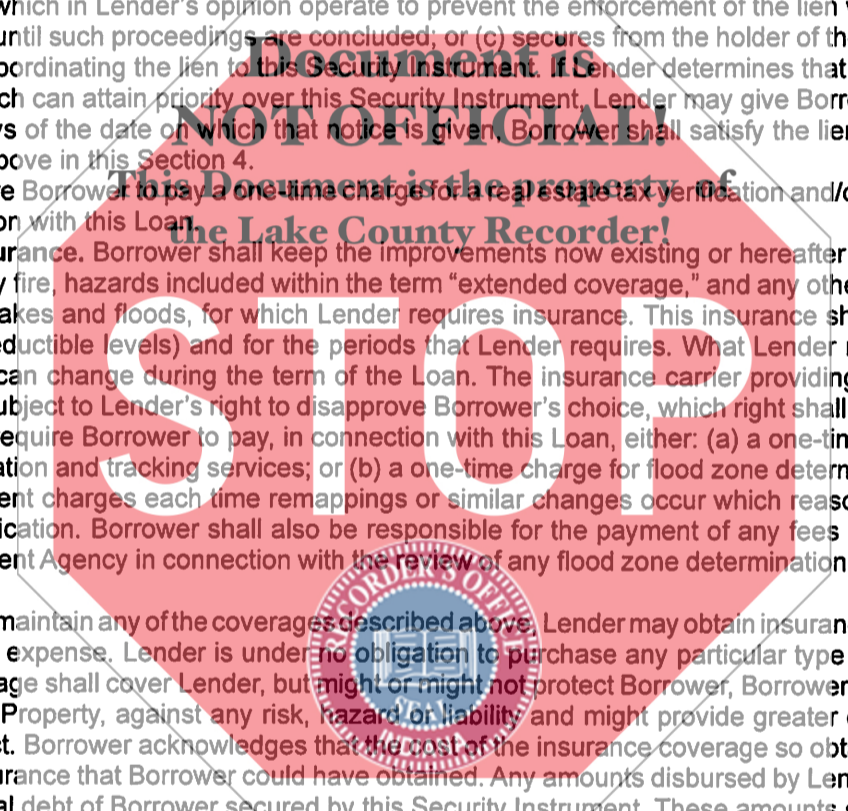 which in Lender's opinion operate to prevent the enforcement of the lien
until such proceedings are concluded; or (c) secures from the holder of th
oordinating the lien to this Security Instrument. If Lender determines that
ch can attain priority over this Security Instrument, Lender may give Borr
s of the date on which that notice is given, Borrower shall satisfy the lien
bove in this Section 4.
e Borrower to pay a one-time charge for a real estate tax verification and/o
on with this Loan.
urance. Borrower shall keep the improvements now existing or hereafter
y fire, hazards included within the term “extended coverage,” and any othe
akes and floods, for which Lender requires insurance. This insurance sh
eductible levels) and for the periods that Lender requires. What Lender
can change during the term of the Loan. The insurance carrier providing
ubject to Lender's right to disapprove Borrower's choice, which right shall
equire Borrower to pay, in connection with this Loan, either: (a) a one-tim
ation and tracking services; or (b) a one-time charge for flood zone determ
ent charges each time remappings or similar changes occur which reaso
ication. Borrower shall also be responsible for the payment of any fees
ent Agency in connection with the review of any flood zone determination
maintain any of the coverages described above, Lender may obtain insuran
expense. Lender is under no obligation to purchase any particular type
age shall cover Lender, but might or might not protect Borrower, Borrower
Property, against any risk, hazard or liability and might provide greater
t. Borrower acknowledges that the cost of the insurance coverage so obt
urance that Borrower could have obtained. Any amounts disbursed by Len
al debt of Borrower secured by this Security Instrument. These amounts
Document is
NOT OFFICIAL!
This Document is the property of
the Lake County Recorder!
STOP
RECORDER'S OFFICE
SEAL